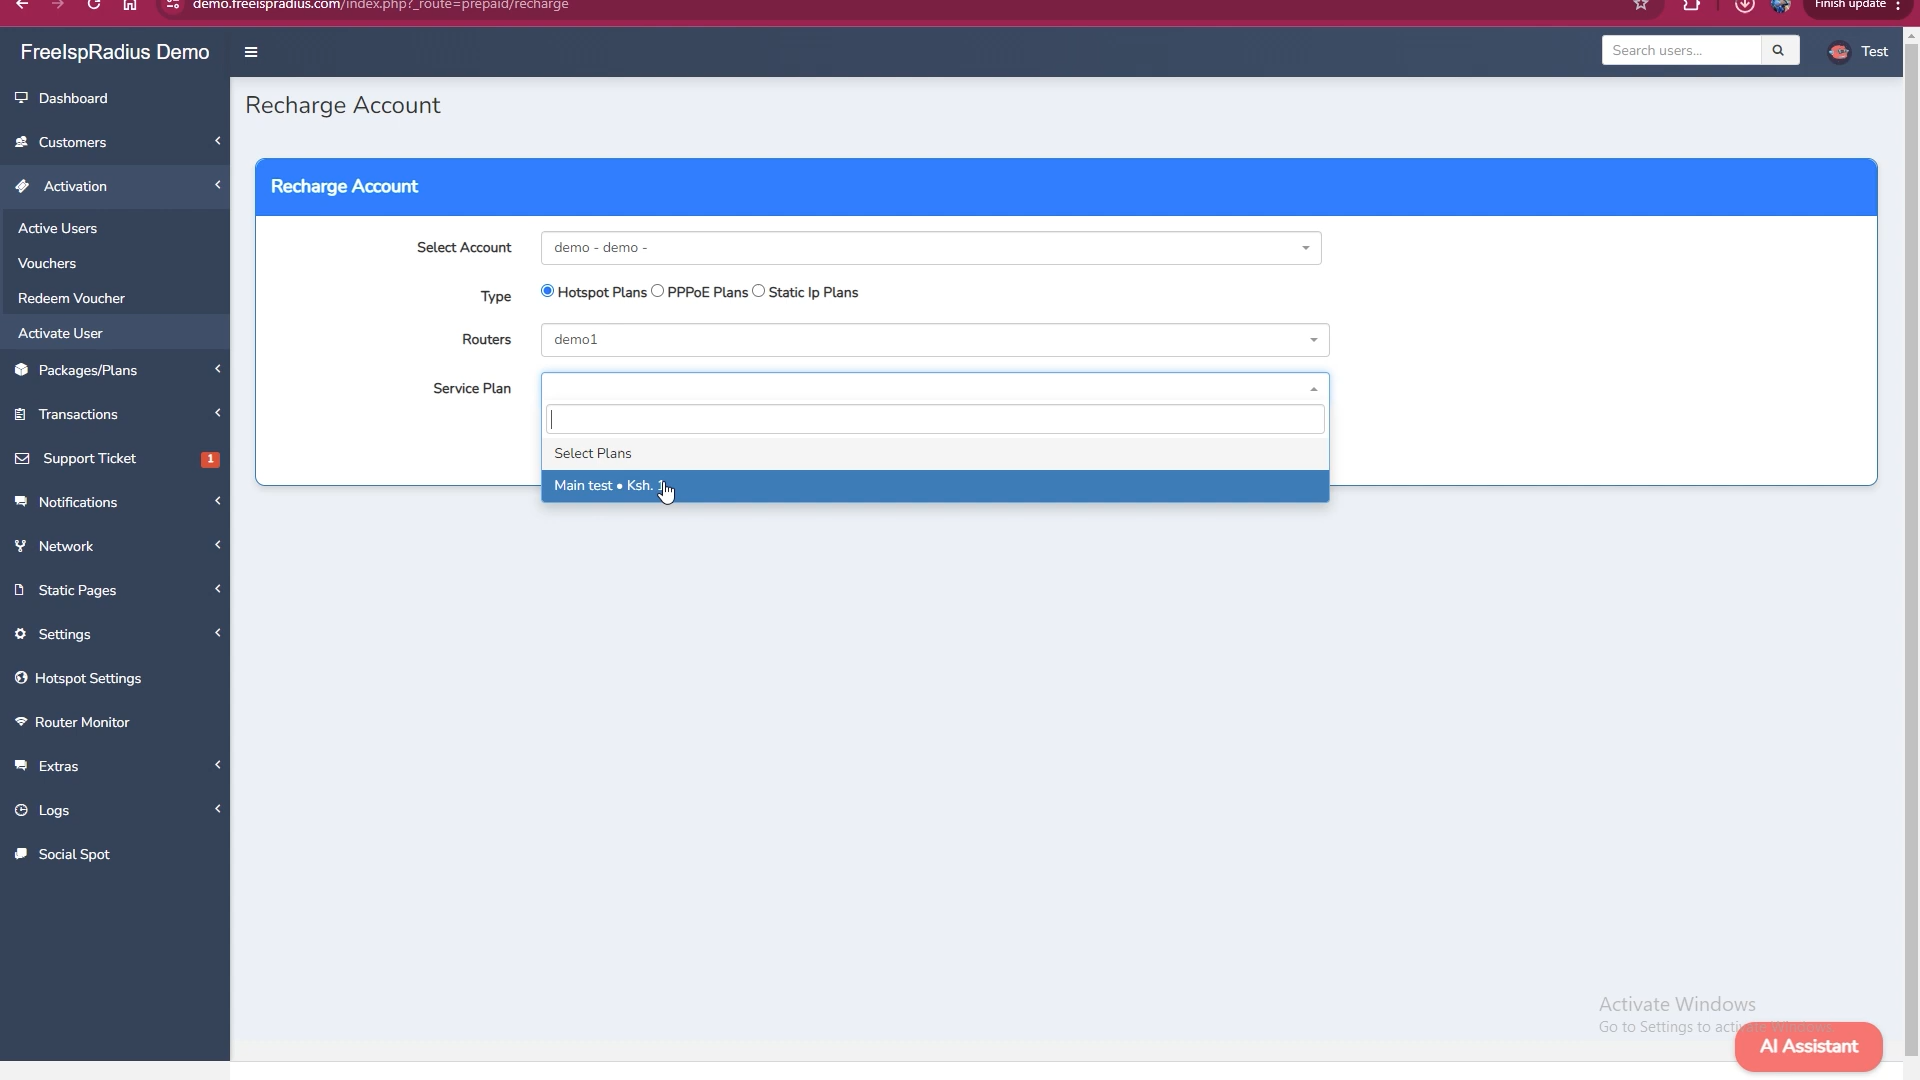 demo.freeispradius.com/index.php?_route=prepaid/recharge
Finish update
FreeIspRadius Demo
Search users...
Test
Dashboard
Customers
Activation
Active Users
Vouchers
Redeem Voucher
Activate User
Packages/Plans
Transactions
Support Ticket
1
Notifications
Network
Static Pages
Settings
Hotspot Settings
Router Monitor
Extras
Logs
Social Spot
Recharge Account
Recharge Account
Select Account
demo - demo -
Type
Hotspot Plans PPPoE Plans Static Ip Plans
Routers
demo1
Service Plan
Select Plans
Main test • Ksh.
Activate Windows
Go to Settings to activate Windows.
AI Assistant